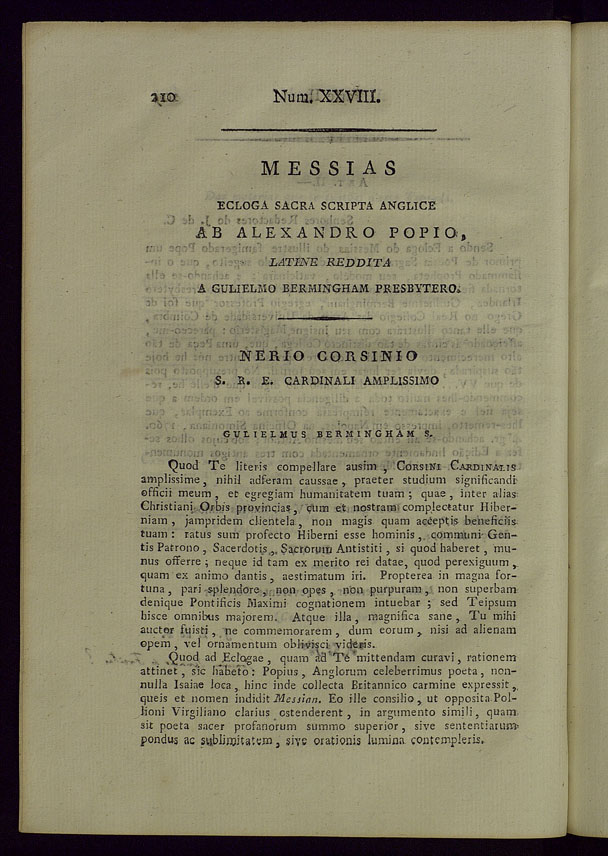 210 Num. XXVIII.
MESSIAS
ECLOGA SACRA SCRIPTA ANGLICE
AB ALEXANDRO POPIO,
LATINE REDDITA
A GULIELMO BERMINGHAM PRESBYTERO.
NERIO CORSINIO
S. R. E. CARDINALI AMPLISSIMO
GULIELMUS BERMINGHAM S.
Quod Te literis compellare ausim, CORSINI CARDINALIS
amplissime, nihil adferam caussae, praeter studium significandi
officii meum, et egregiam humanitatem tuam; quae, inter alias
Christiani Orbis provincias, cum et nostram complectatur Hiber-
niam, jampridem clientela, non magis quam acceptis beneficiis
tuam: ratus sum profecto Hiberni esse hominis, communi Gen-
tis Patrono, Sacerdotis, Sacrorum Antistiti, si quod haberet, mu-
nus offerre; neque id tam ex merito rei datae, quod perexiguum,
quam ex animo dantis, aestimatum iri. Propterea in magna for-
tuna, pari splendore, non opes, non purpuram, non superbam
denique Pontificis Maximi cognationem intuebar; sed Teipsum
hisce omnibus majorem. Atque illa, magnifica sane, Tu mihi
auctor fuisti, ne commemorarem, dum eorum, nisi ad alienam
opem, vel ornamentum oblivisci videris.
Quod ad Eclogae, quam ad Te mittendam curavi, rationem
attinet, sic habeto: Popius, Anglorum celeberrimus poeta, non-
nulla Isaiae loca, hinc inde collecta Britannico carmine expressit,
queis et nomen indidit Messian. Eo ille consilio, ut opposita Pol-
lioni Virgiliano clarius ostenderent, in argumento simili, quam
sit poeta sacer profanorum summo superior, sive sententiarum
pondus ac sublimitatem, sive orationis lumina contempleris.